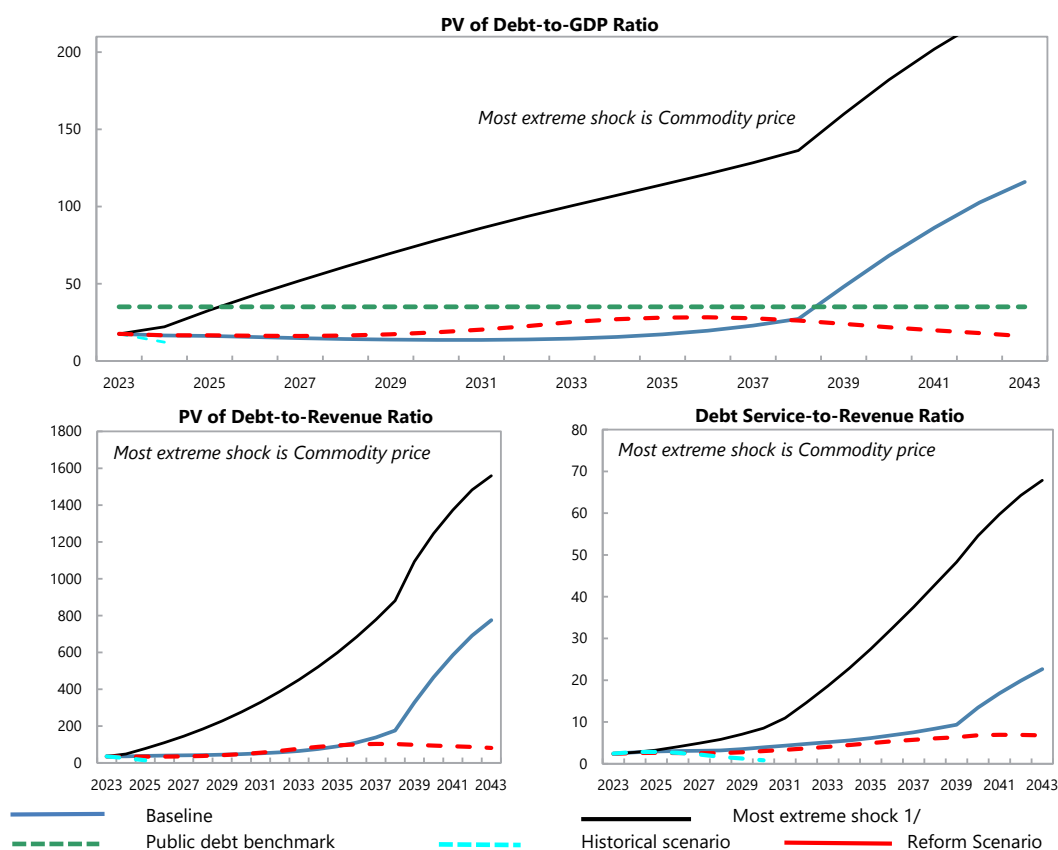 PV of Debt-to-GDP Ratio
200
150
100
50
0
Most extreme shock is Commodity price
2023 2025 2027 2029 2031 2033 2035 2037 2039 2041 2043
PV of Debt-to-Revenue Ratio
1800
1600
1400
1200
1000
800
600
400
200
0
Most extreme shock is Commodity price
2023 2025 2027 2029 2031 2033 2035 2037 2039 2041 2043
Debt Service-to-Revenue Ratio
80
70
60
50
40
30
20
10
0
Most extreme shock is Commodity price
2023 2025 2027 2029 2031 2033 2035 2037 2039 2041 2043
Baseline
Most extreme shock 1/
Public debt benchmark
Historical scenario
Reform Scenario